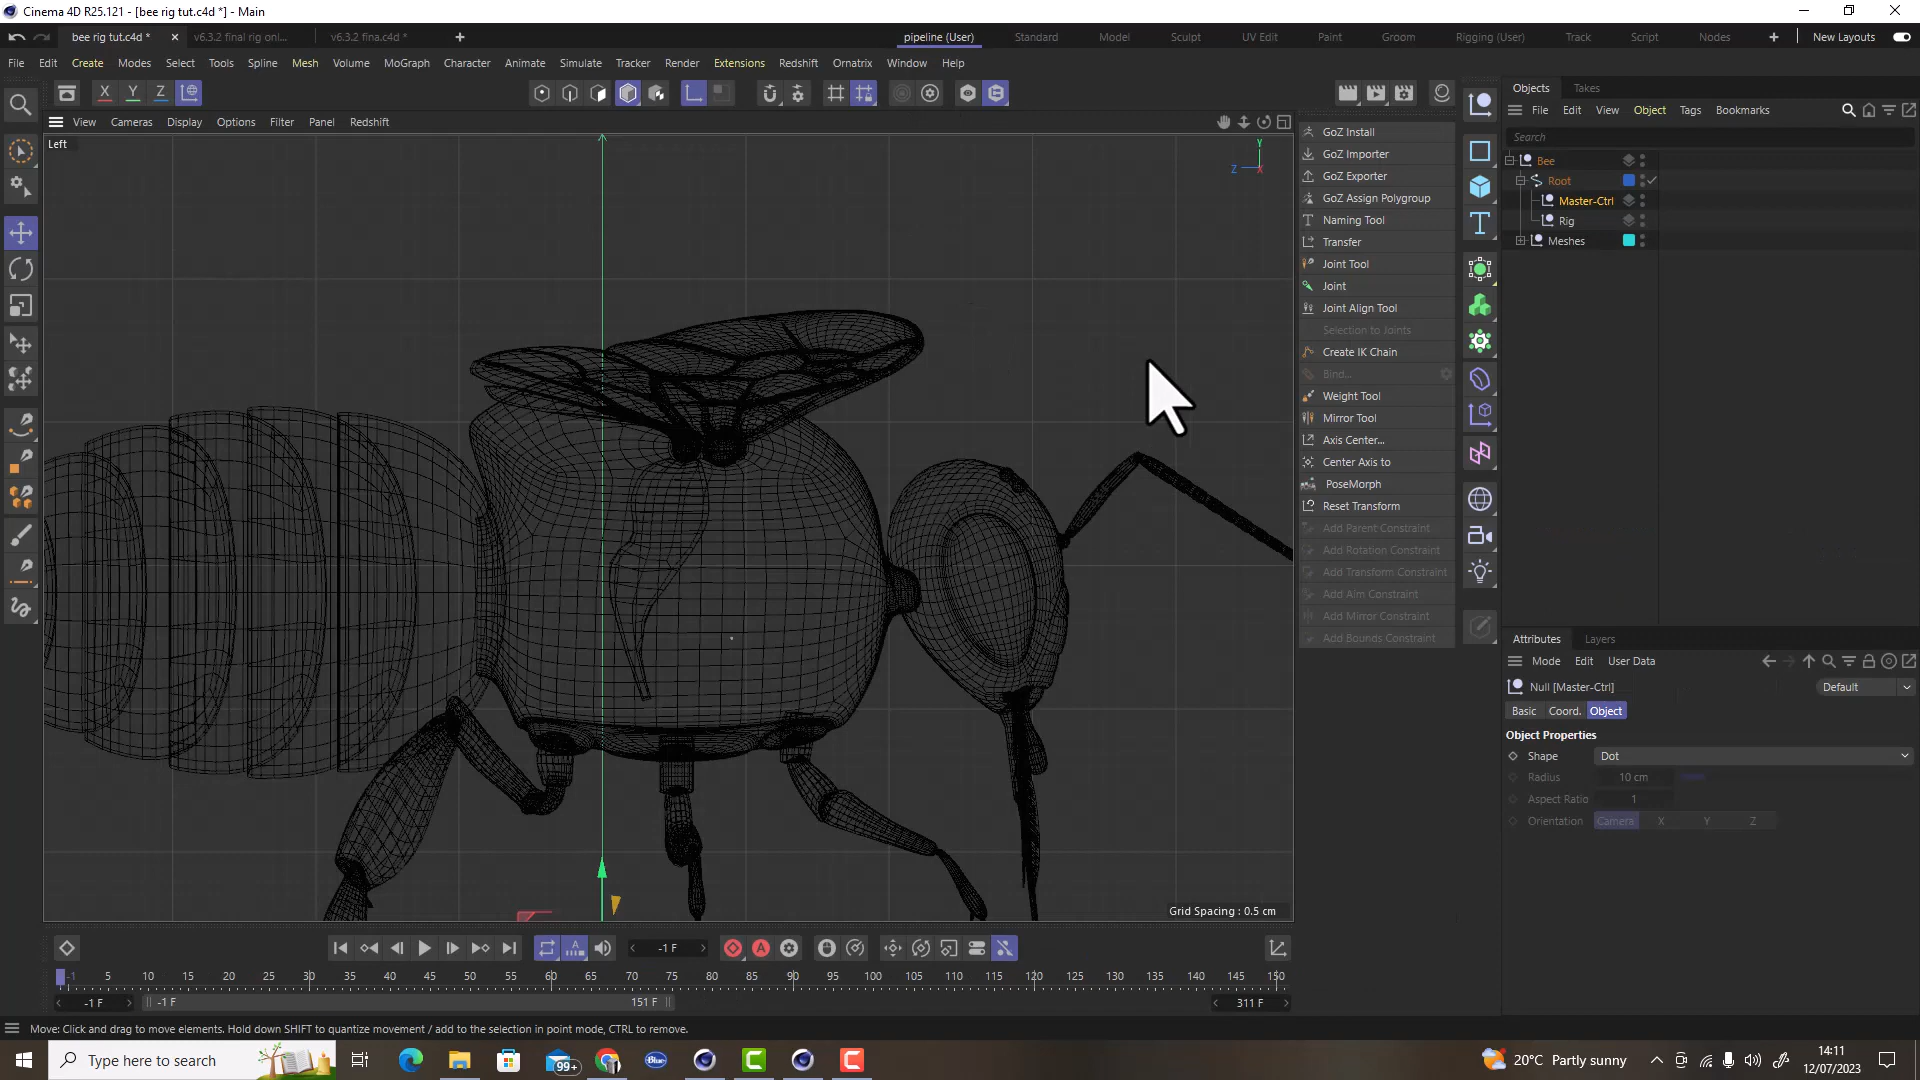 Cinema 4D R25.121 - [bee rig tut.c4d *] - Main
bee rig tut.c4d *
v6.3.2 final rig onl...
v6.3.2 fina.c4d *
pipeline (User)
Standard
Model
Sculpt
UV Edit
Paint
Groom
Rigging (User)
Track
Script
Nodes
New Layouts
File
Edit
Create
Modes
Select
Tools
Spline
Mesh
Volume
MoGraph
Character
Animate
Simulate
Tracker
Render
Extensions
Redshift
Ornatrix
Window
Help
X
Y
Z
View
Cameras
Display
Options
Filter
Panel
Redshift
Left
Y
Z
X
Grid Spacing : 0.5 cm
GoZ Install
GoZ Importer
GoZ Exporter
GoZ Assign Polygroup
Naming Tool
Transfer
Joint Tool
Joint
Joint Align Tool
Selection to Joints
Create IK Chain
Bind...
Weight Tool
Mirror Tool
Axis Center...
Center Axis to
PoseMorph
Reset Transform
Add Parent Constraint
Add Rotation Constraint
Add Transform Constraint
Add Aim Constraint
Add Mirror Constraint
Add Bounds Constraint
Objects
Takes
File
Edit
View
Object
Tags
Bookmarks
Search
Bee
Root
Master-Ctrl
Rig
Meshes
Attributes
Layers
Mode
Edit
User Data
Null [Master-Ctrl]
Default
Basic
Coord.
Object
Object Properties
Shape
Dot
Radius
10 cm
Aspect Ratio
1
Orientation
Camera
X
Y
Z
-1 F
-1 5 10 15 20 25 30 35 40 45 50 55 60 65 70 75 80 85 90 95 100 105 110 115 120 125 130 135 140 145 150
-1 F
-1 F
151 F
311 F
Move: Click and drag to move elements. Hold down SHIFT to quantize movement / add to the selection in point mode, CTRL to remove.
Type here to search
99+
Blue
20°C Partly sunny
14:11
12/07/2023